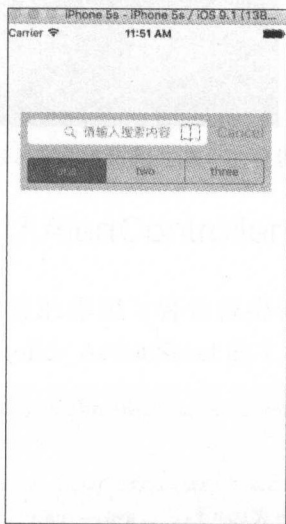 iPhone 5s - iPhone 5s / iOS 9.1 (13B...
Carrier 11:51 AM
请输入搜索内容 Cancel
one two three